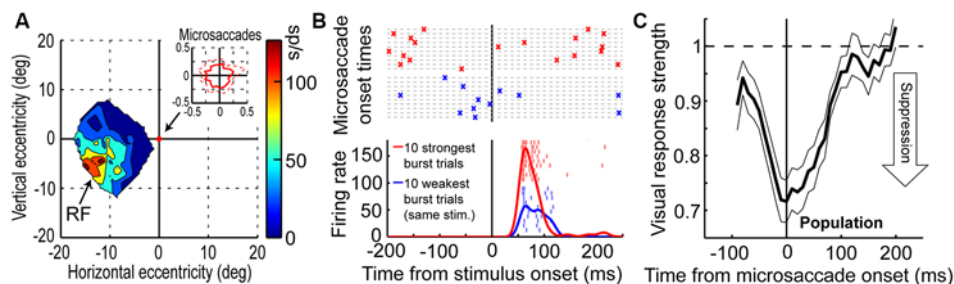 A
Microsaccades
0.5
0
-0.5
-0.5 0 0.5
20
10
0
-10
-20
-20 -10 0 10 20
Vertical eccentricity (deg)
Horizontal eccentricity (deg)
RF
sp/s
100
50
0
B
Microsaccade
onset times
Firing rate
150
100
50
0
10 strongest
burst trials
10 weakest
burst trials
(same stim.)
-200 -100 0 100 200
Time from stimulus onset (ms)
C
Visual response strength
1
0.9
0.8
0.7
Suppression
Population
-100 0 100 200
Time from microsaccade onset (ms)